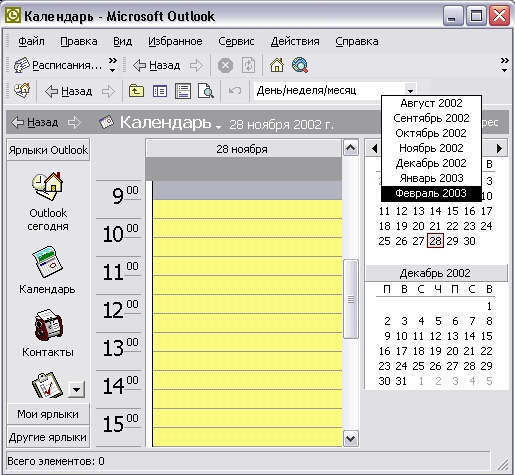 Календарь - Microsoft Outlook
Файл Правка Вид Избранное Сервис Действия Справка
Расписания... Назад
Назад День/неделя/месяц
Назад Календарь 28 ноября 2002 г. рес
Август 2002
Сентябрь 2002
Октябрь 2002
Ноябрь 2002
Декабрь 2002
Январь 2003
Февраль 2003
Ярлыки Outlook
Outlook сегодня
Календарь
Контакты
Мои ярлыки
Другие ярлыки
28 ноября
9 00
10 00
11 00
12 00
13 00
14 00
15 00
В
3
10
11 12 13 14 15 16 17
18 19 20 21 22 23 24
25 26 27 28 29 30
Декабрь 2002
П В С Ч П С В
1
2 3 4 5 6 7 8
9 10 11 12 13 14 15
16 17 18 19 20 21 22
23 24 25 26 27 28 29
30 31 1 2 3 4 5
Всего элементов: 0